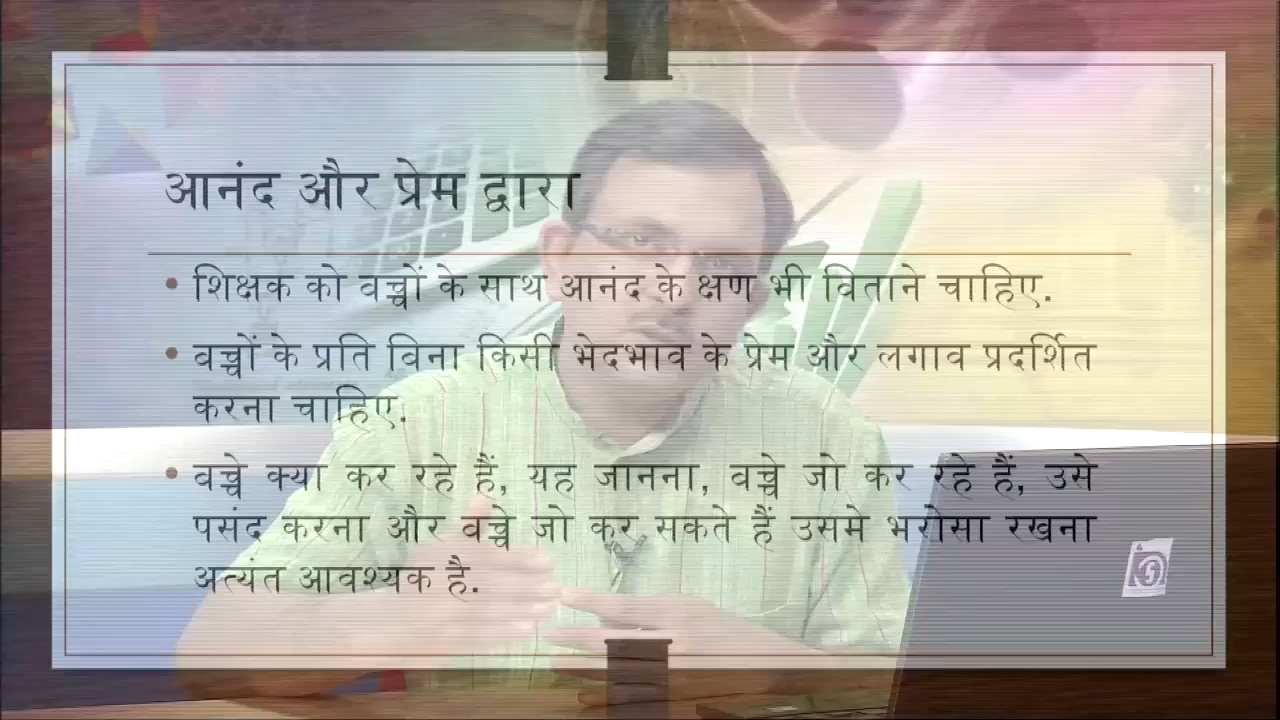 आनंद और प्रेम द्वारा
• शिक्षक को बच्चों के साथ आनंद के क्षण भी बिताने चाहिए.
• बच्चों के प्रति बिना किसी भेदभाव के प्रेम और लगाव प्रदर्शित
करना चाहिए.
• बच्चे क्या कर रहे हैं, यह जानना, बच्चे जो कर रहे हैं, उसे
पसंद करना और बच्चे जो कर सकते हैं उसमे भरोसा रखना
अत्यंत आवश्यक है.